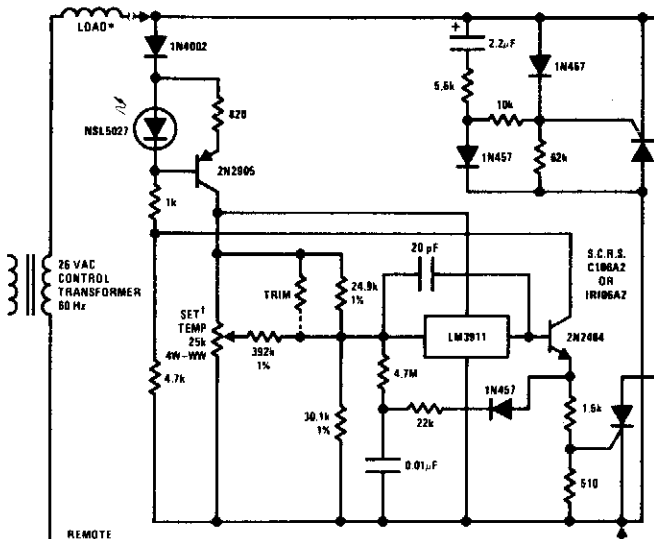 LOAD*
1N4002
NSL5027
820
2N2905
1k
+
2.2µF
5.6k
10k
1N457
1N457
62k
20 pF
S.C.R.S.
C106A2
OR
IR106A2
26 VAC
CONTROL
TRANSFORMER
60 Hz
TRIM
24.9k
1%
SET†
TEMP
25k
4W-WW
392k
1%
LM3911
2N2484
4.7M
1N457
4.7k
30.1k
1%
22k
1.5k
0.01µF
510
REMOTE